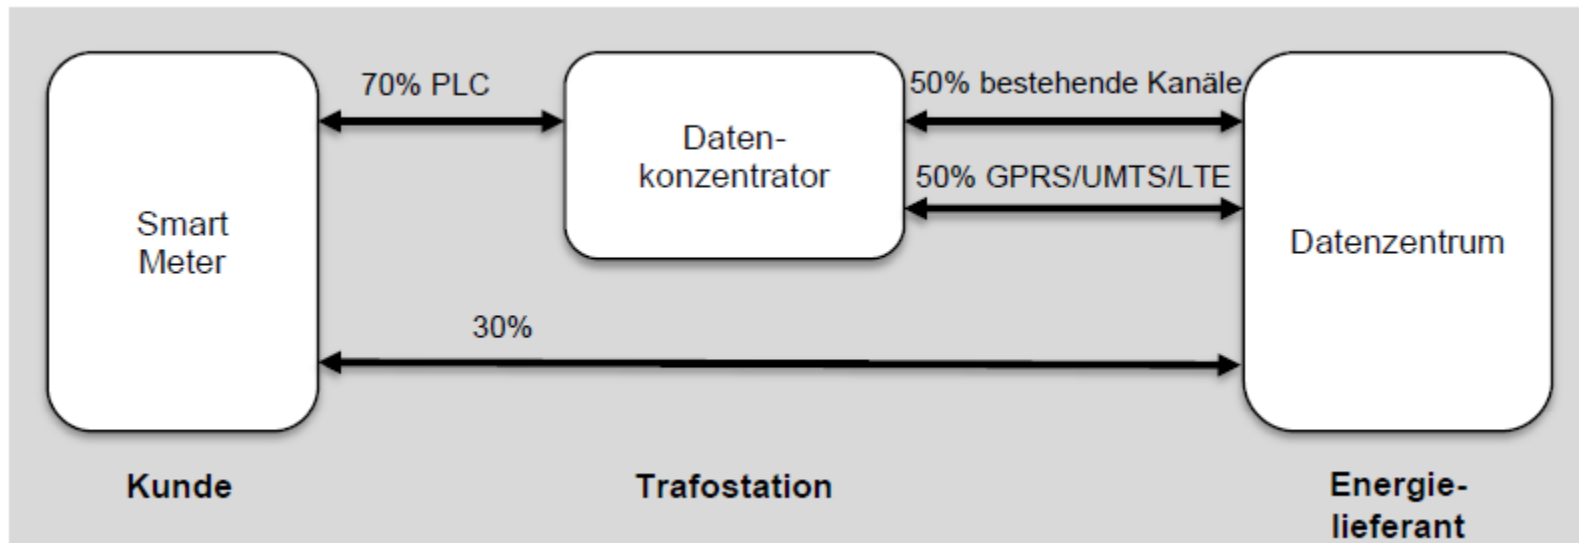 70% PLC
50% bestehende Kanäle
Daten-
konzentrator
50% GPRS/UMTS/LTE
Smart
Meter
Datenzentrum
30%
Kunde
Trafostation
Energie-
lieferant